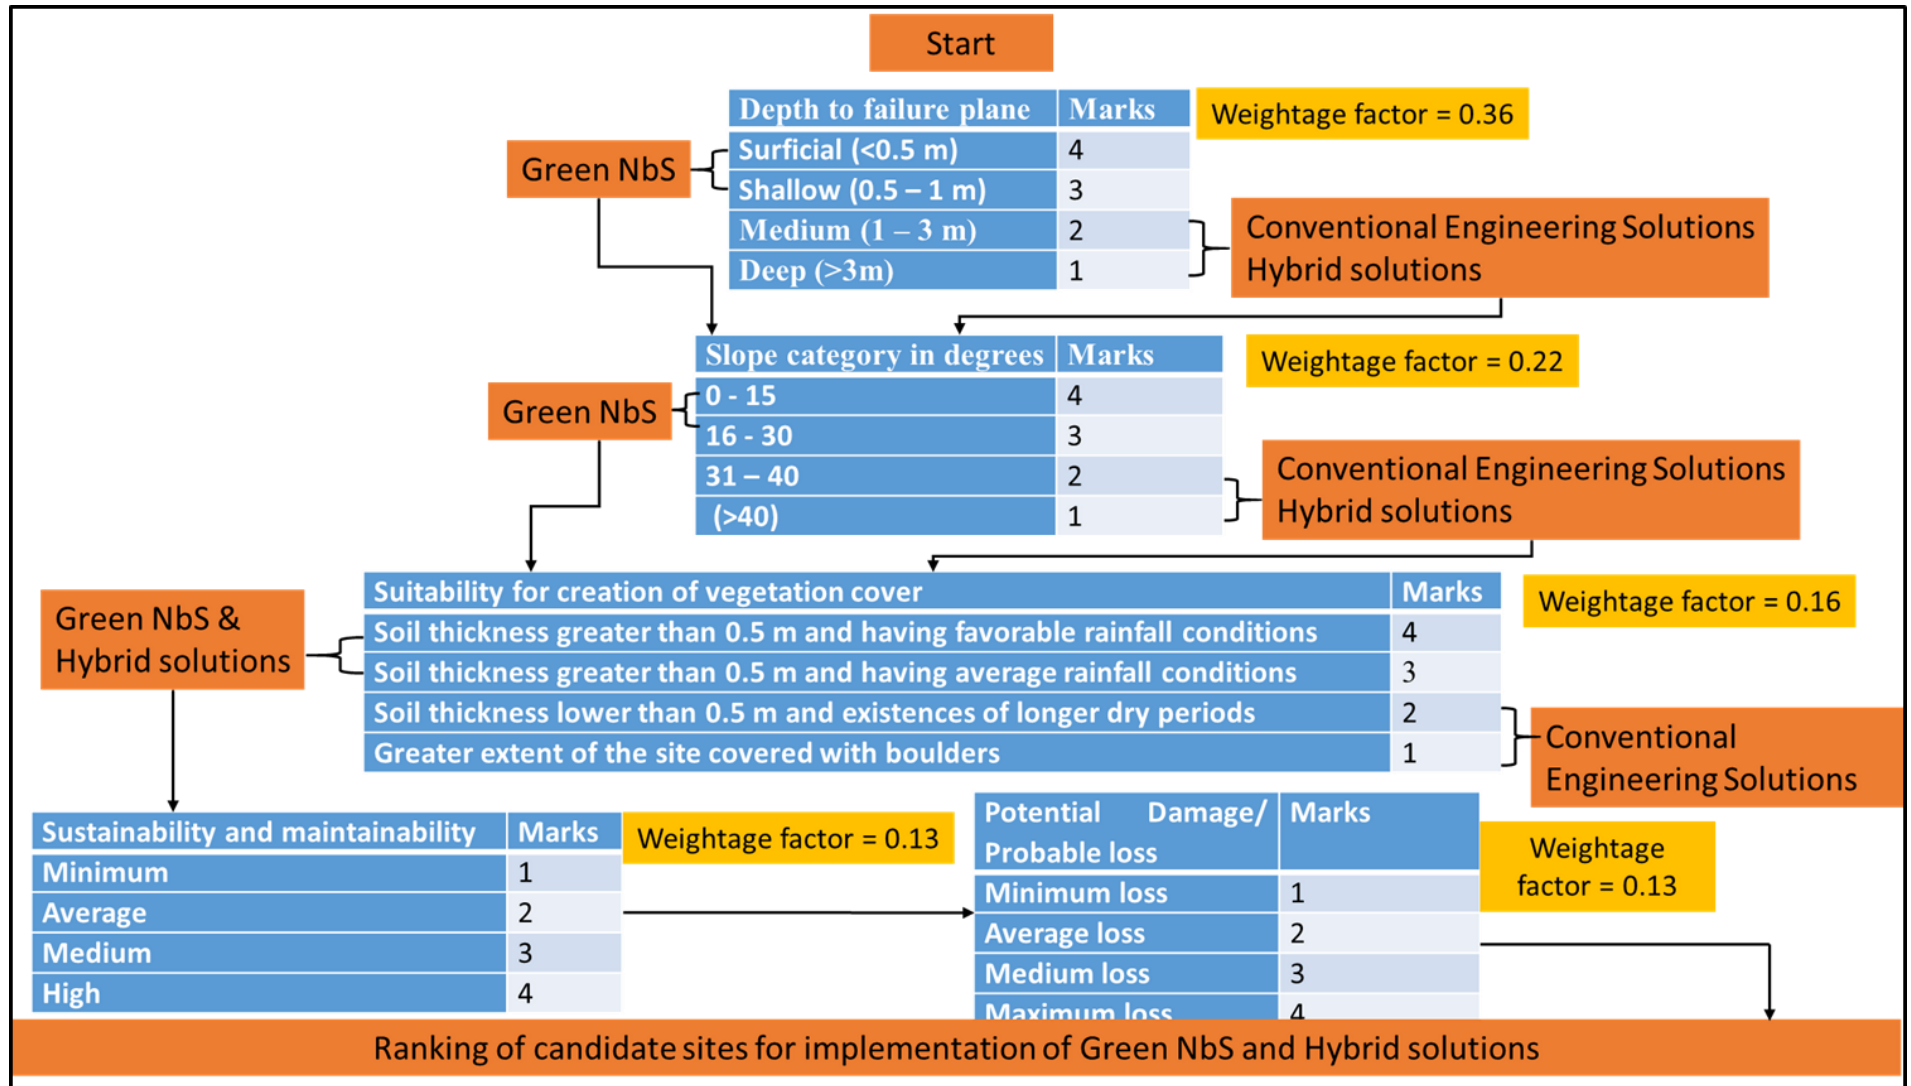 Start
Depth to failure plane Marks
Weightage factor = 0.36
Surficial (<0.5 m) 4
Shallow (0.5 – 1 m) 3
Medium (1 – 3 m) 2
Deep (>3m) 1
Green NbS
Conventional Engineering Solutions
Hybrid solutions
Slope category in degrees Marks
Weightage factor = 0.22
0 - 15 4
16 - 30 3
31 – 40 2
(>40) 1
Green NbS
Conventional Engineering Solutions
Hybrid solutions
Suitability for creation of vegetation cover Marks
Weightage factor = 0.16
Soil thickness greater than 0.5 m and having favorable rainfall conditions 4
Soil thickness greater than 0.5 m and having average rainfall conditions 3
Soil thickness lower than 0.5 m and existences of longer dry periods 2
Greater extent of the site covered with boulders 1
Green NbS &
Hybrid solutions
Conventional
Engineering Solutions
Sustainability and maintainability Marks
Weightage factor = 0.13
Minimum 1
Average 2
Medium 3
High 4
Potential Damage/ Marks
Probable loss
Weightage
factor = 0.13
Minimum loss 1
Average loss 2
Medium loss 3
Maximum loss 4
Ranking of candidate sites for implementation of Green NbS and Hybrid solutions